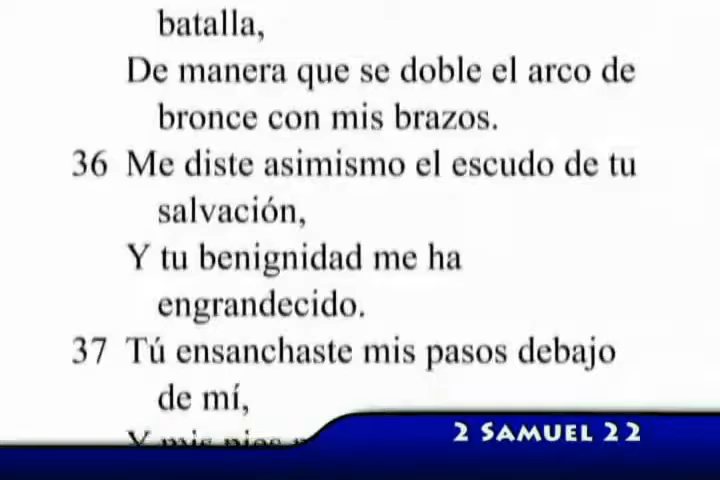 batalla,
De manera que se doble el arco de
bronce con mis brazos.
36 Me diste asimismo el escudo de tu
salvación,
Y tu benignidad me ha
engrandecido.
37 Tú ensanchaste mis pasos debajo
de mí,
Y mis pies
2 SAMUEL 22